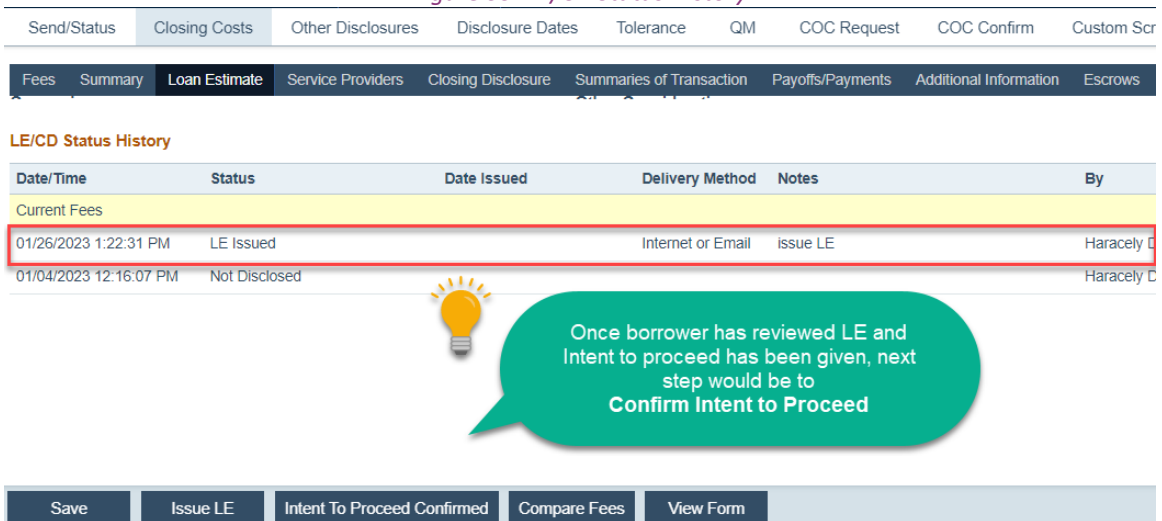 Send/Status Closing Costs Other Disclosures Disclosure Dates Tolerance QM COC Request COC Confirm Custom Scr
Fees Summary Loan Estimate Service Providers Closing Disclosure Summaries of Transaction Payoffs/Payments Additional Information Escrows
LE/CD Status History
Date/Time Status Date Issued Delivery Method Notes By
Current Fees
01/26/2023 1:22:31 PM LE Issued Internet or Email issue LE Haracely D
01/04/2023 12:16:07 PM Not Disclosed Haracely D
Once borrower has reviewed LE and
Intent to proceed has been given, next
step would be to
Confirm Intent to Proceed
Save Issue LE Intent To Proceed Confirmed Compare Fees View Form